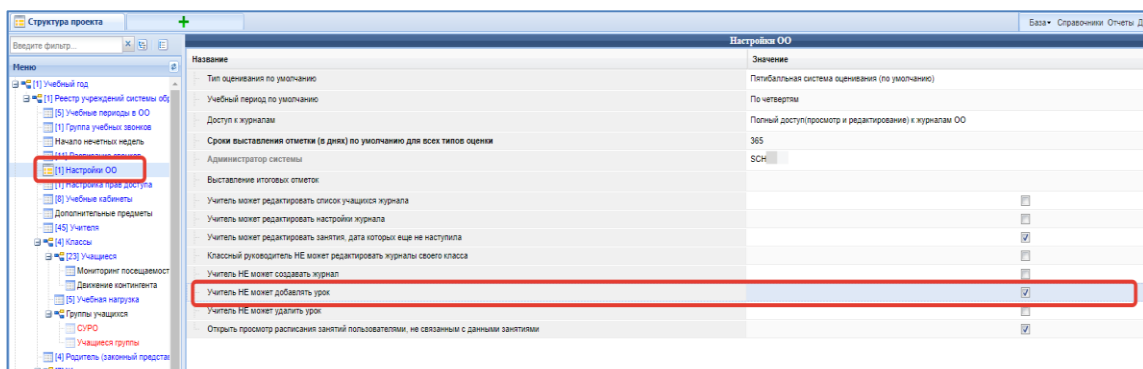 Структура проекта
База Справочники Отчеты Д
Введите фильтр...
Настройки ОО
Меню
Название Значение
[1] Учебный год
[1] Реестр учреждений системы обр
[5] Учебные периоды в ОО
[1] Группа учебных звонков
Начало нечетных недель
[11] Расписание звонков
[1] Настройки ОО
[1] Настройка прав доступа
[8] Учебные кабинеты
Дополнительные предметы
[45] Учителя
[4] Классы
[23] Учащиеся
Мониторинг посещаемост
Движение контингента
[5] Учебная нагрузка
Группы учащихся
СУРО
Учащиеся группы
[4] Родитель (законный представ
Тип оценивания по умолчанию Пятибалльная система оценивания (по умолчанию)
Учебный период по умолчанию По четвертям
Доступ к журналам Полный доступ(просмотр и редактирование) к журналам ОО
Сроки выставления отметки (в днях) по умолчанию для всех типов оценки 365
Администратор системы SCH
Выставление итоговых отметок
Учитель может редактировать список учащихся журнала
Учитель может редактировать настройки журнала
Учитель может редактировать занятия, дата которых еще не наступила
Классный руководитель НЕ может редактировать журналы своего класса
Учитель НЕ может создавать журнал
Учитель НЕ может добавлять урок
Учитель НЕ может удалить урок
Открыть просмотр расписания занятий пользователями, не связанным с данными занятиями